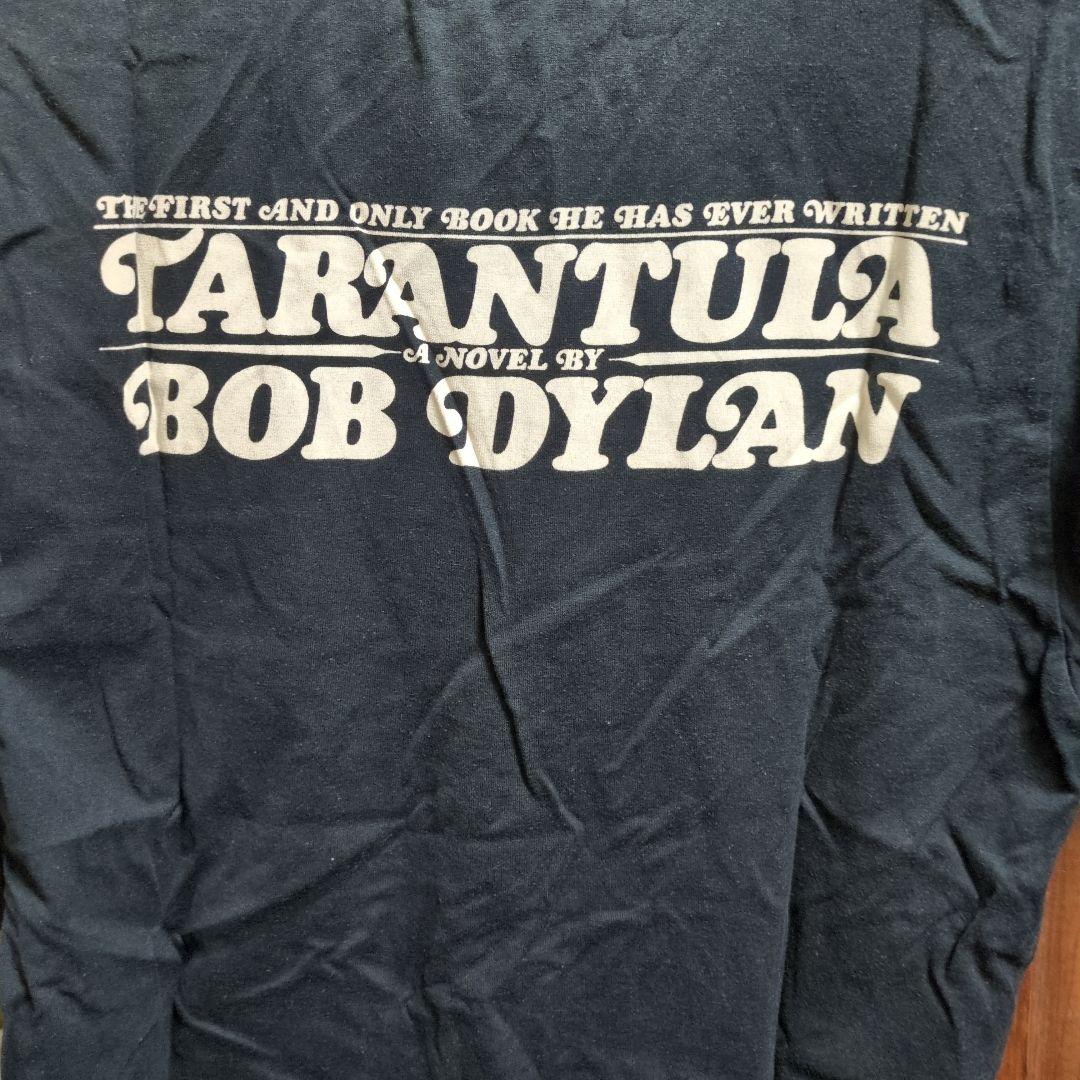 THE FIRST AND ONLY BOOK HE HAS EVER WRITTEN
TARANTULA
A NOVEL BY
BOB DYLAN